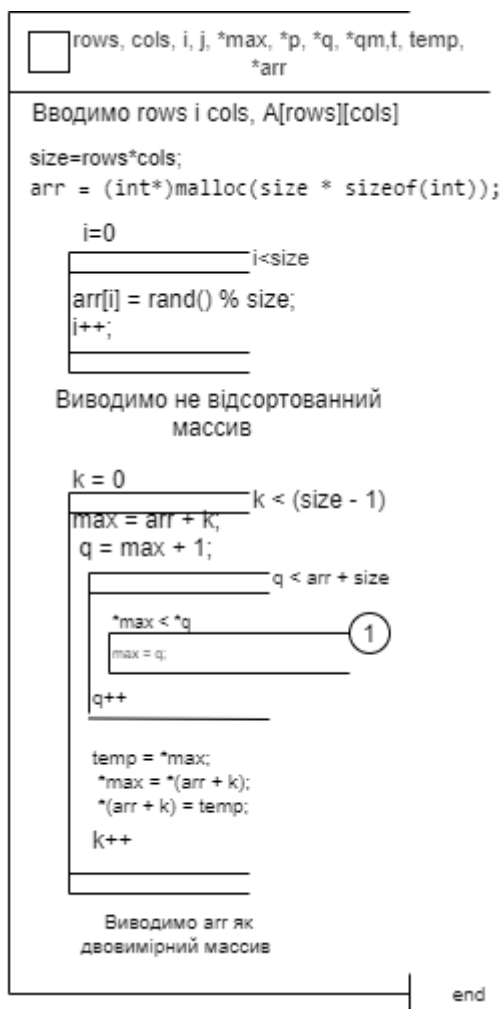 rows, cols, i, j, *max, *p, *q, *qm,t, temp,
*arr
Вводимо rows і cols, A[rows][cols]
size=rows*cols;
arr = (int*)malloc(size * sizeof(int));
i=0
i<size
arr[i] = rand() % size;
i++;
Виводимо не відсортованний
массив
k = 0
k < (size - 1)
max = arr + k;
q = max + 1;
q < arr + size
*max < *q
1
max = q;
q++
temp = *max;
*max = *(arr + k);
*(arr + k) = temp;
k++
Виводимо arr як
двовимірний массив
end